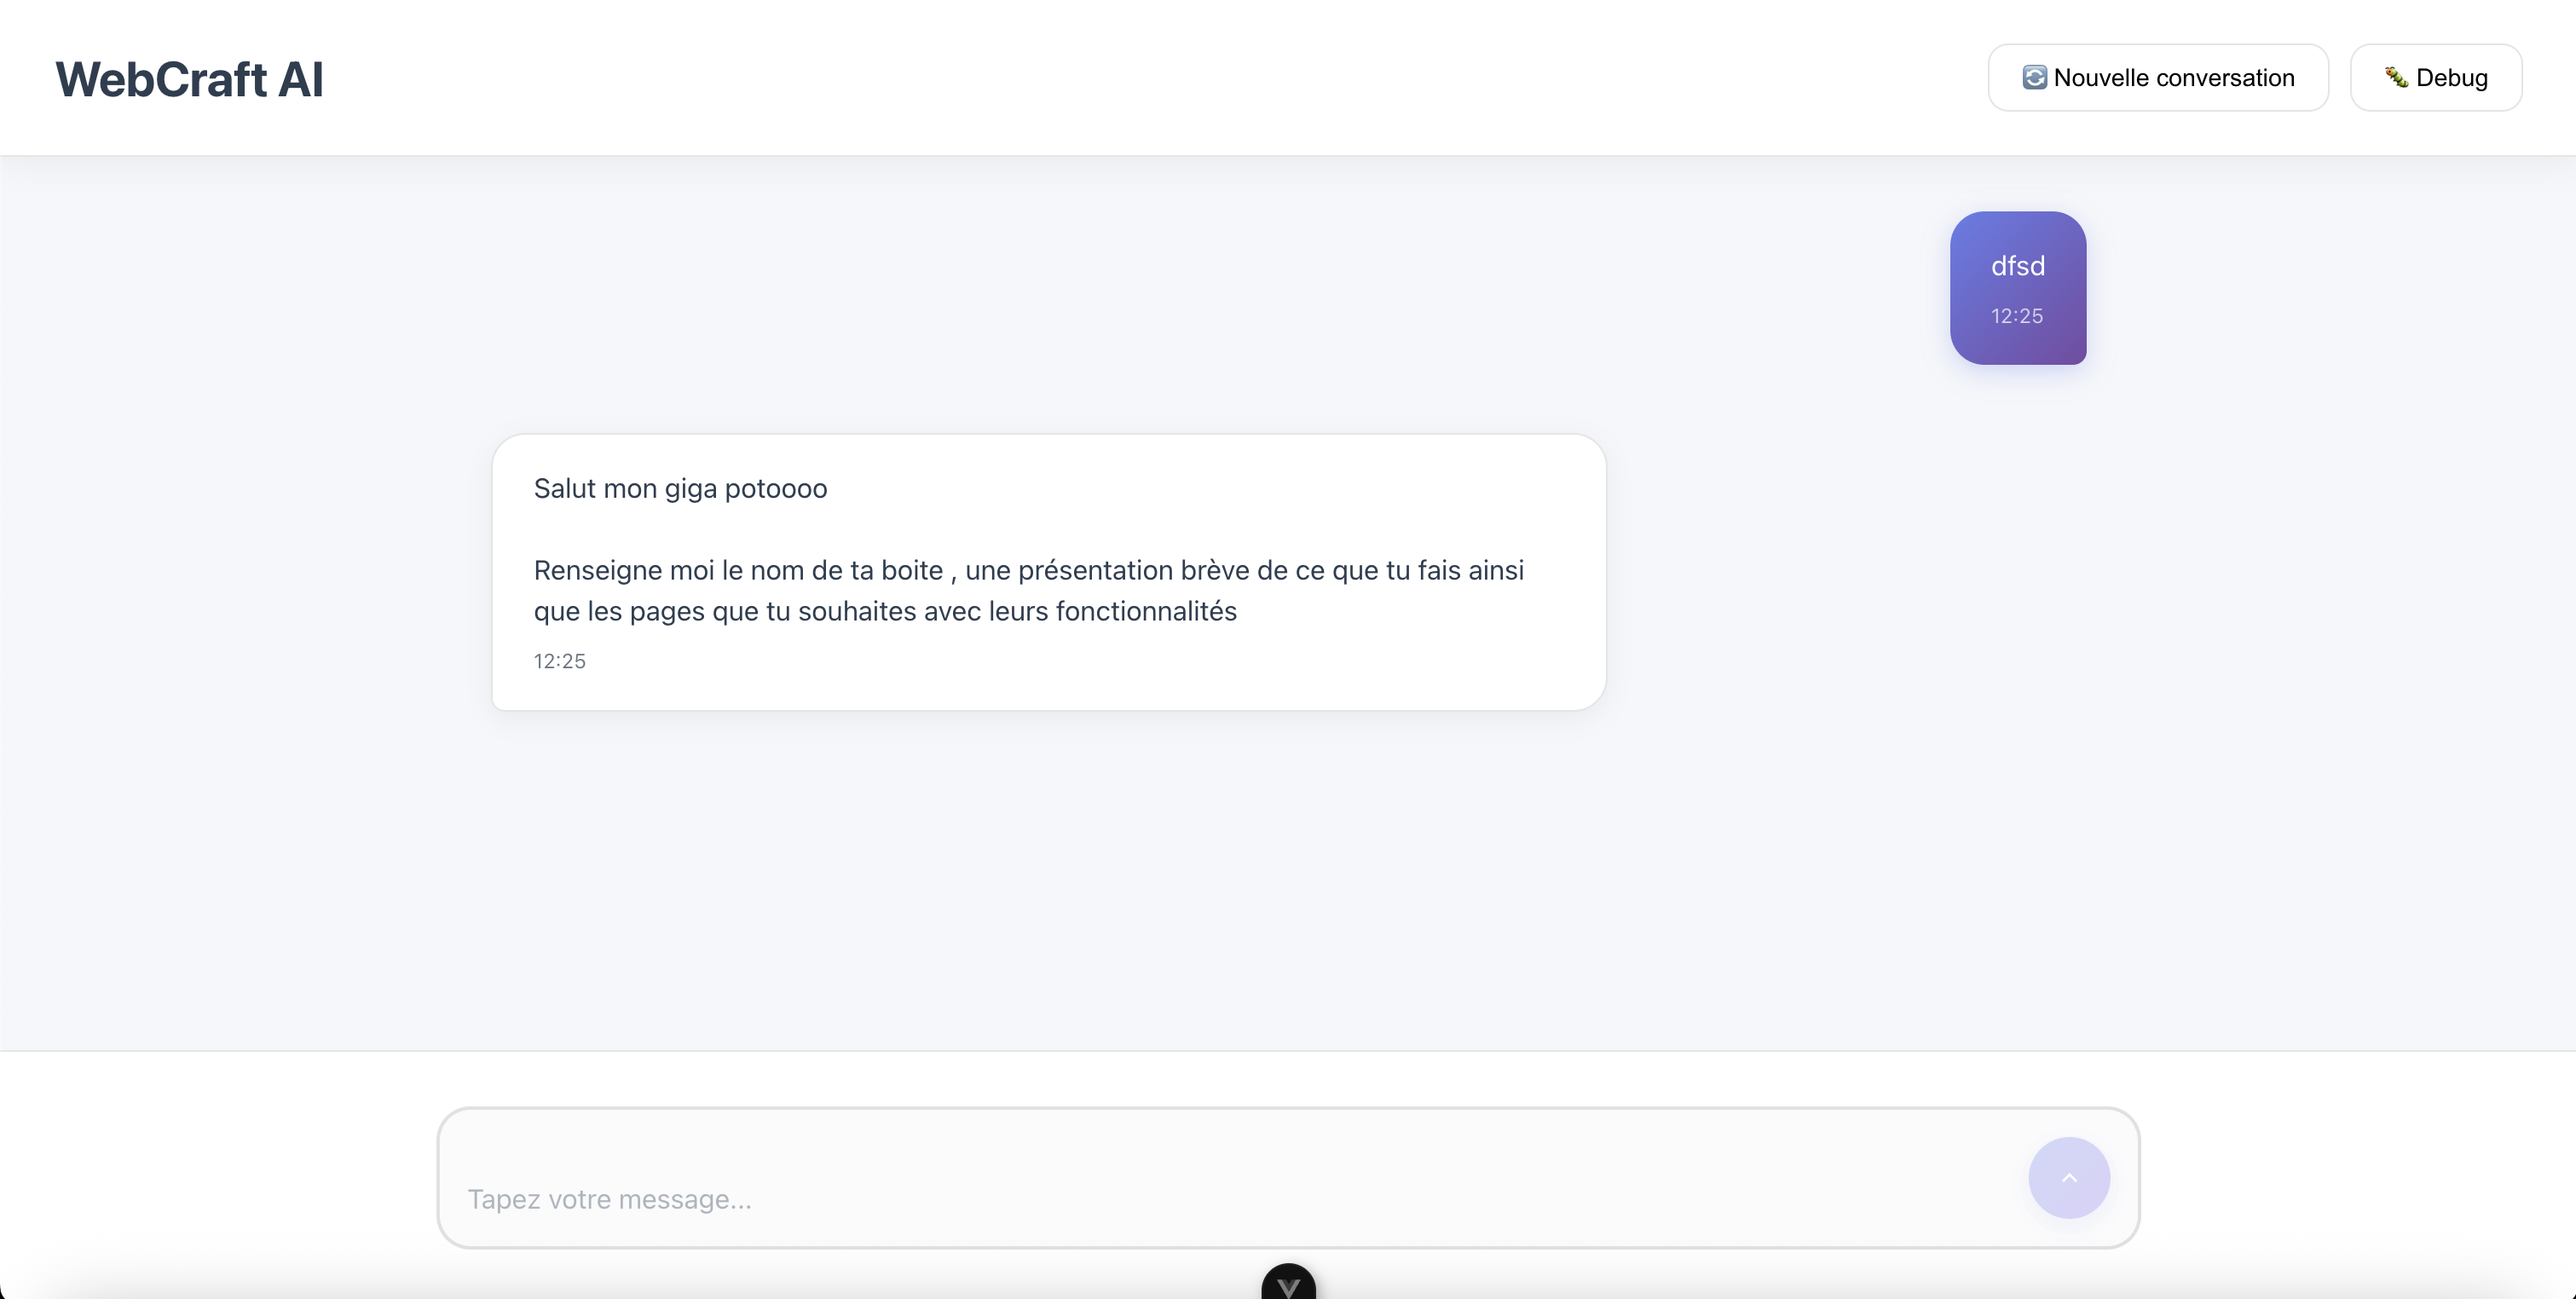 WebCraft AI
Nouvelle conversation
Debug
dfsd
12:25
Salut mon giga potoooo
Renseigne moi le nom de ta boite , une présentation brève de ce que tu fais ainsi
que les pages que tu souhaites avec leurs fonctionnalités
12:25
Tapez votre message...